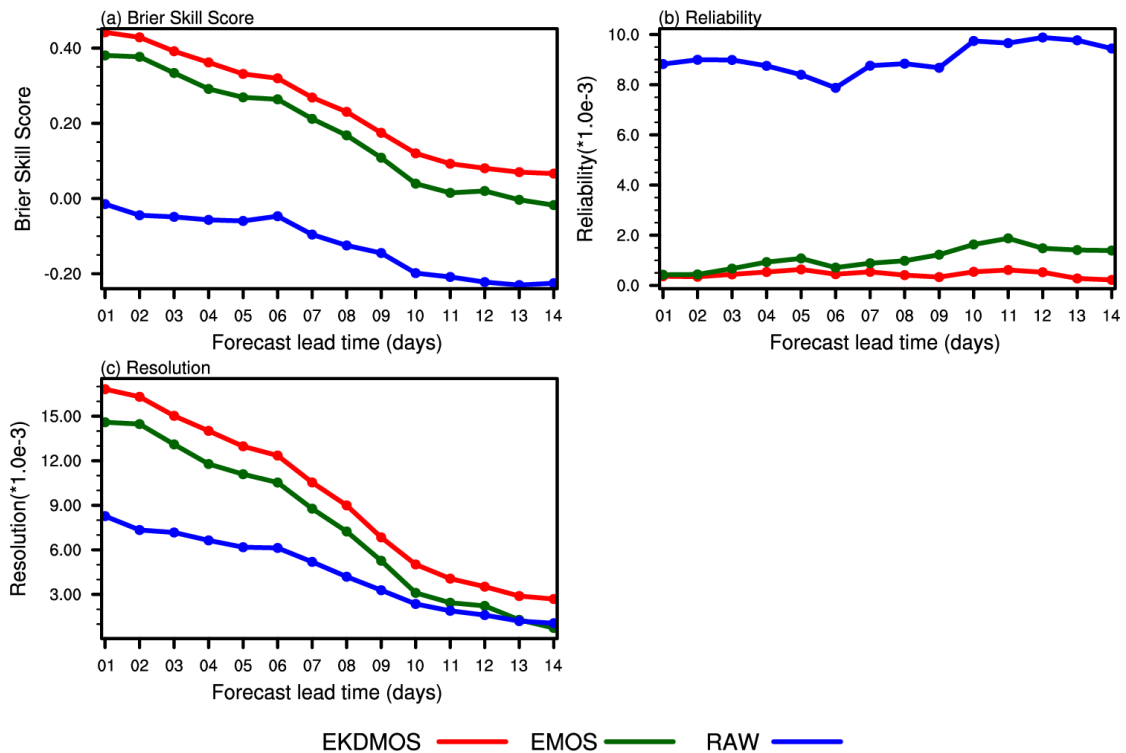 (a) Brier Skill Score
Brier Skill Score
0.40
0.20
0.00
-0.20
01 02 03 04 05 06 07 08 09 10 11 12 13 14
Forecast lead time (days)
(b) Reliability
Reliability(*1.0e-3)
10.0
8.0
6.0
4.0
2.0
0.0
01 02 03 04 05 06 07 08 09 10 11 12 13 14
Forecast lead time (days)
(c) Resolution
Resolution(*1.0e-3)
15.00
12.00
9.00
6.00
3.00
01 02 03 04 05 06 07 08 09 10 11 12 13 14
Forecast lead time (days)
EKDMOS EMOS RAW